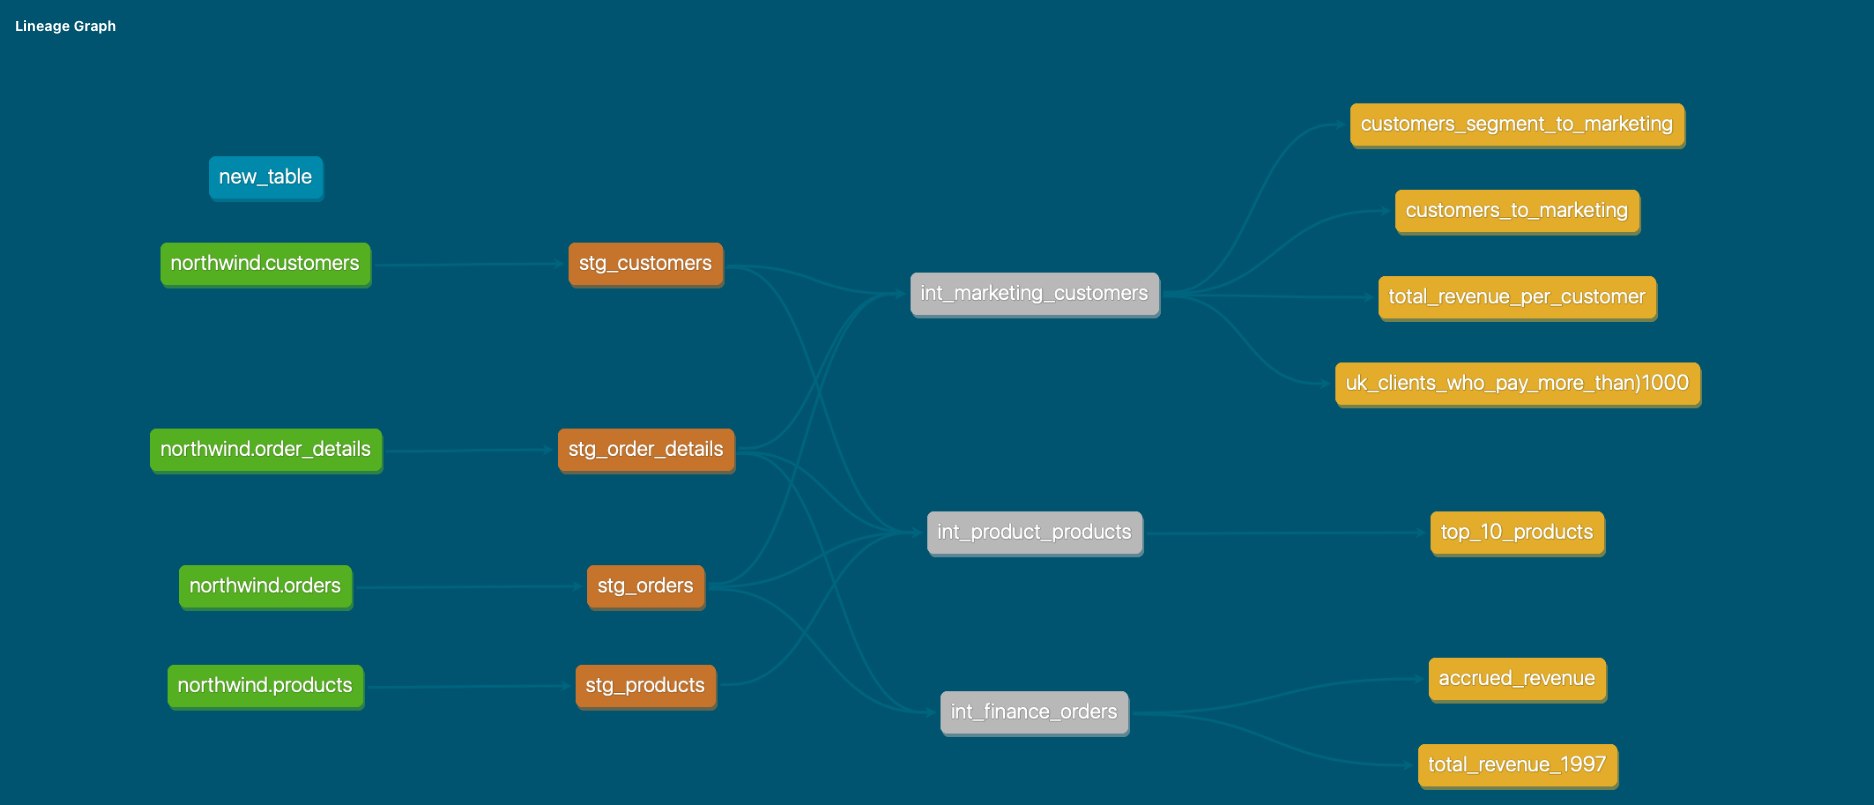 Lineage Graph
new_table
northwind.customers
northwind.order_details
northwind.orders
northwind.products
stg_customers
stg_order_details
stg_orders
stg_products
int_marketing_customers
int_product_products
int_finance_orders
customers_segment_to_marketing
customers_to_marketing
total_revenue_per_customer
uk_clients_who_pay_more_than)1000
top_10_products
accrued_revenue
total_revenue_1997